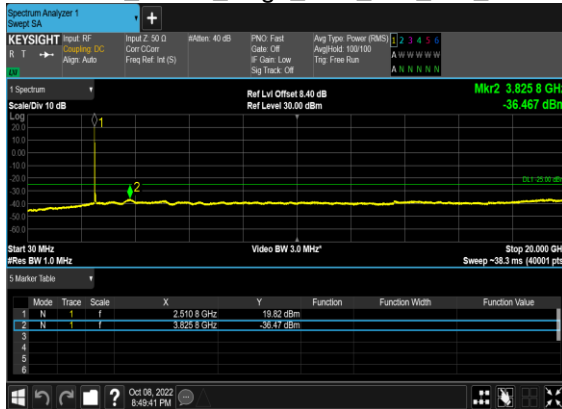 Spectrum Analyzer 1
Swept SA
+
KEYSIGHT
R T
Input: RF
Coupling: DC
Align: Auto
Input Z: 50 Ω
Corr CCorr
Freq Ref: Int (S)
#Atten: 40 dB
PNO: Fast
Gate: Off
IF Gain: Low
Sig Track: Off
Avg Type: Power (RMS)
Avg|Hold: 100/100
Trig: Free Run
1 2 3 4 5 6
A W W W W W
A N N N N N
1 Spectrum
Scale/Div 10 dB
Ref Lvl Offset 8.40 dB
Ref Level 30.00 dBm
Mkr2 3.825 8 GHz
-36.467 dBm
Log
20.0
10.0
0.00
-10.0
-20.0
-30.0
-40.0
-50.0
-60.0
1
2
DL1 -25.00 dBm
Start 30 MHz
#Res BW 1.0 MHz
Video BW 3.0 MHz*
Stop 20.000 GHz
Sweep ~38.3 ms (40001 pts)
5 Marker Table
Mode Trace Scale X Y Function Function Width Function Value
1 N 1 f 2.510 8 GHz 19.82 dBm
2 N 1 f 3.825 8 GHz -36.47 dBm
3
4
5
6
?
Oct 08, 2022
8:49:41 PM